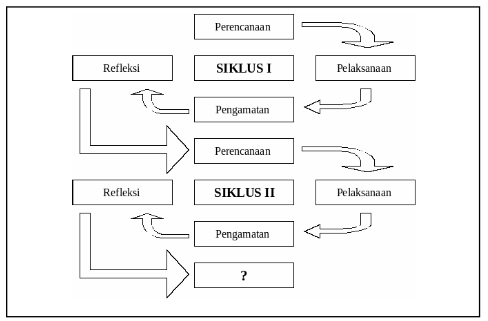 Perencanaan
Refleksi
SIKLUS I
Pelaksanaan
Pengamatan
Perencanaan
Refleksi
SIKLUS II
Pelaksanaan
Pengamatan
?